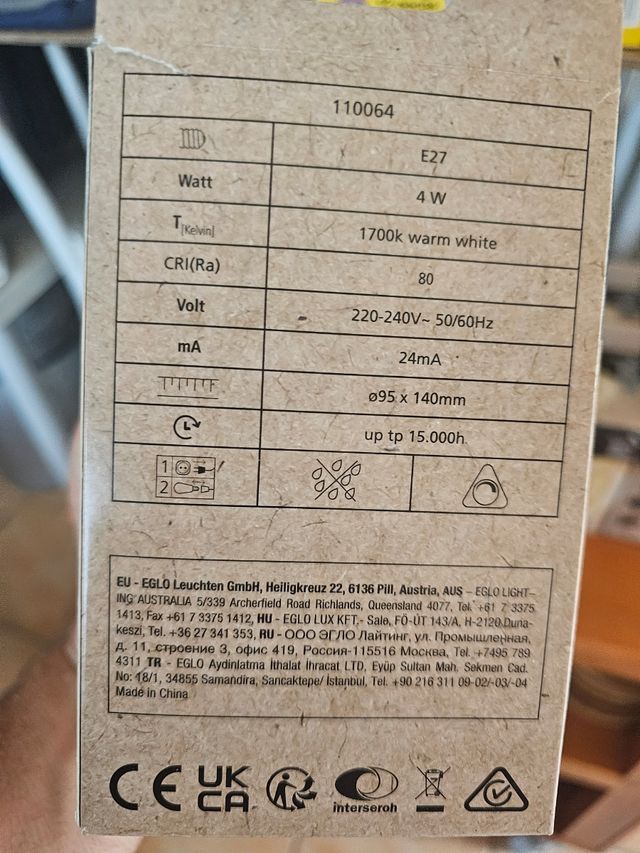 110064
E27
Watt 4 W
T[Kelvin] 1700k warm white
CRI(Ra) 80
Volt 220-240V~ 50/60Hz
mA 24mA
ø95 x 140mm
up tp 15.000h
1
2
EU - EGLO Leuchten GmbH, Heiligkreuz 22, 6136 Pill, Austria, AUS – EGLO LIGHT-
ING AUSTRALIA 5/339 Archerfield Road Richlands, Queensland 4077, Tel. +61 7 3375
1413, Fax +61 7 3375 1412, HU - EGLO LUX KFT,- Sale, FŐ-ÚT 143/A, H-2120 Duna-
keszi, Tel. +36 27 341 353, RU - ООО ЭГЛО Лайтинг, ул. Промышленная,
д. 11, строение 3, офис 419, Россия-115516 Москва, Tel. +7495 789
4311 TR - EGLO Aydinlatma İthalat İhracat LTD, Eyüp Sultan Mah. Sekmen Cad.
No: 18/1, 34855 Samandıra, Sancaktepe/ İstanbul, Tel. +90 216 311 09-02/-03/-04
Made in China
CE UK
CA
interseroh